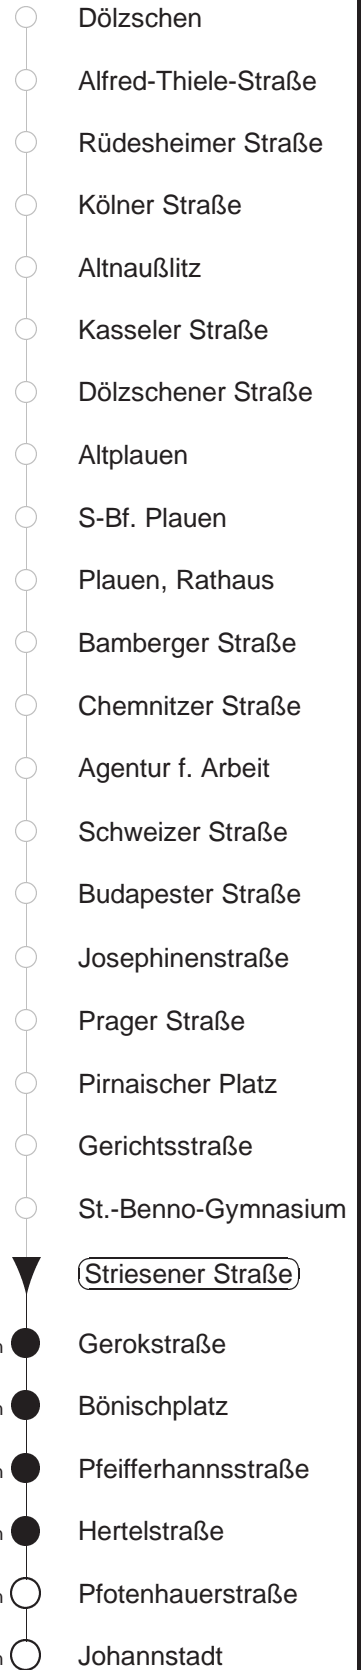 Dölzschen
Alfred-Thiele-Straße
Rüdesheimer Straße
Kölner Straße
Altnaußlitz
Kasseler Straße
Dölzschener Straße
Altplauen
S-Bf. Plauen
Plauen, Rathaus
Bamberger Straße
Chemnitzer Straße
Agentur f. Arbeit
Schweizer Straße
Budapester Straße
Josephinenstraße
Prager Straße
Pirnaischer Platz
Gerichtsstraße
St.-Benno-Gymnasium
Striesener Straße
Gerokstraße
Bönischplatz
Pfeifferhannsstraße
Hertelstraße
Pfotenhauerstraße
Johannstadt